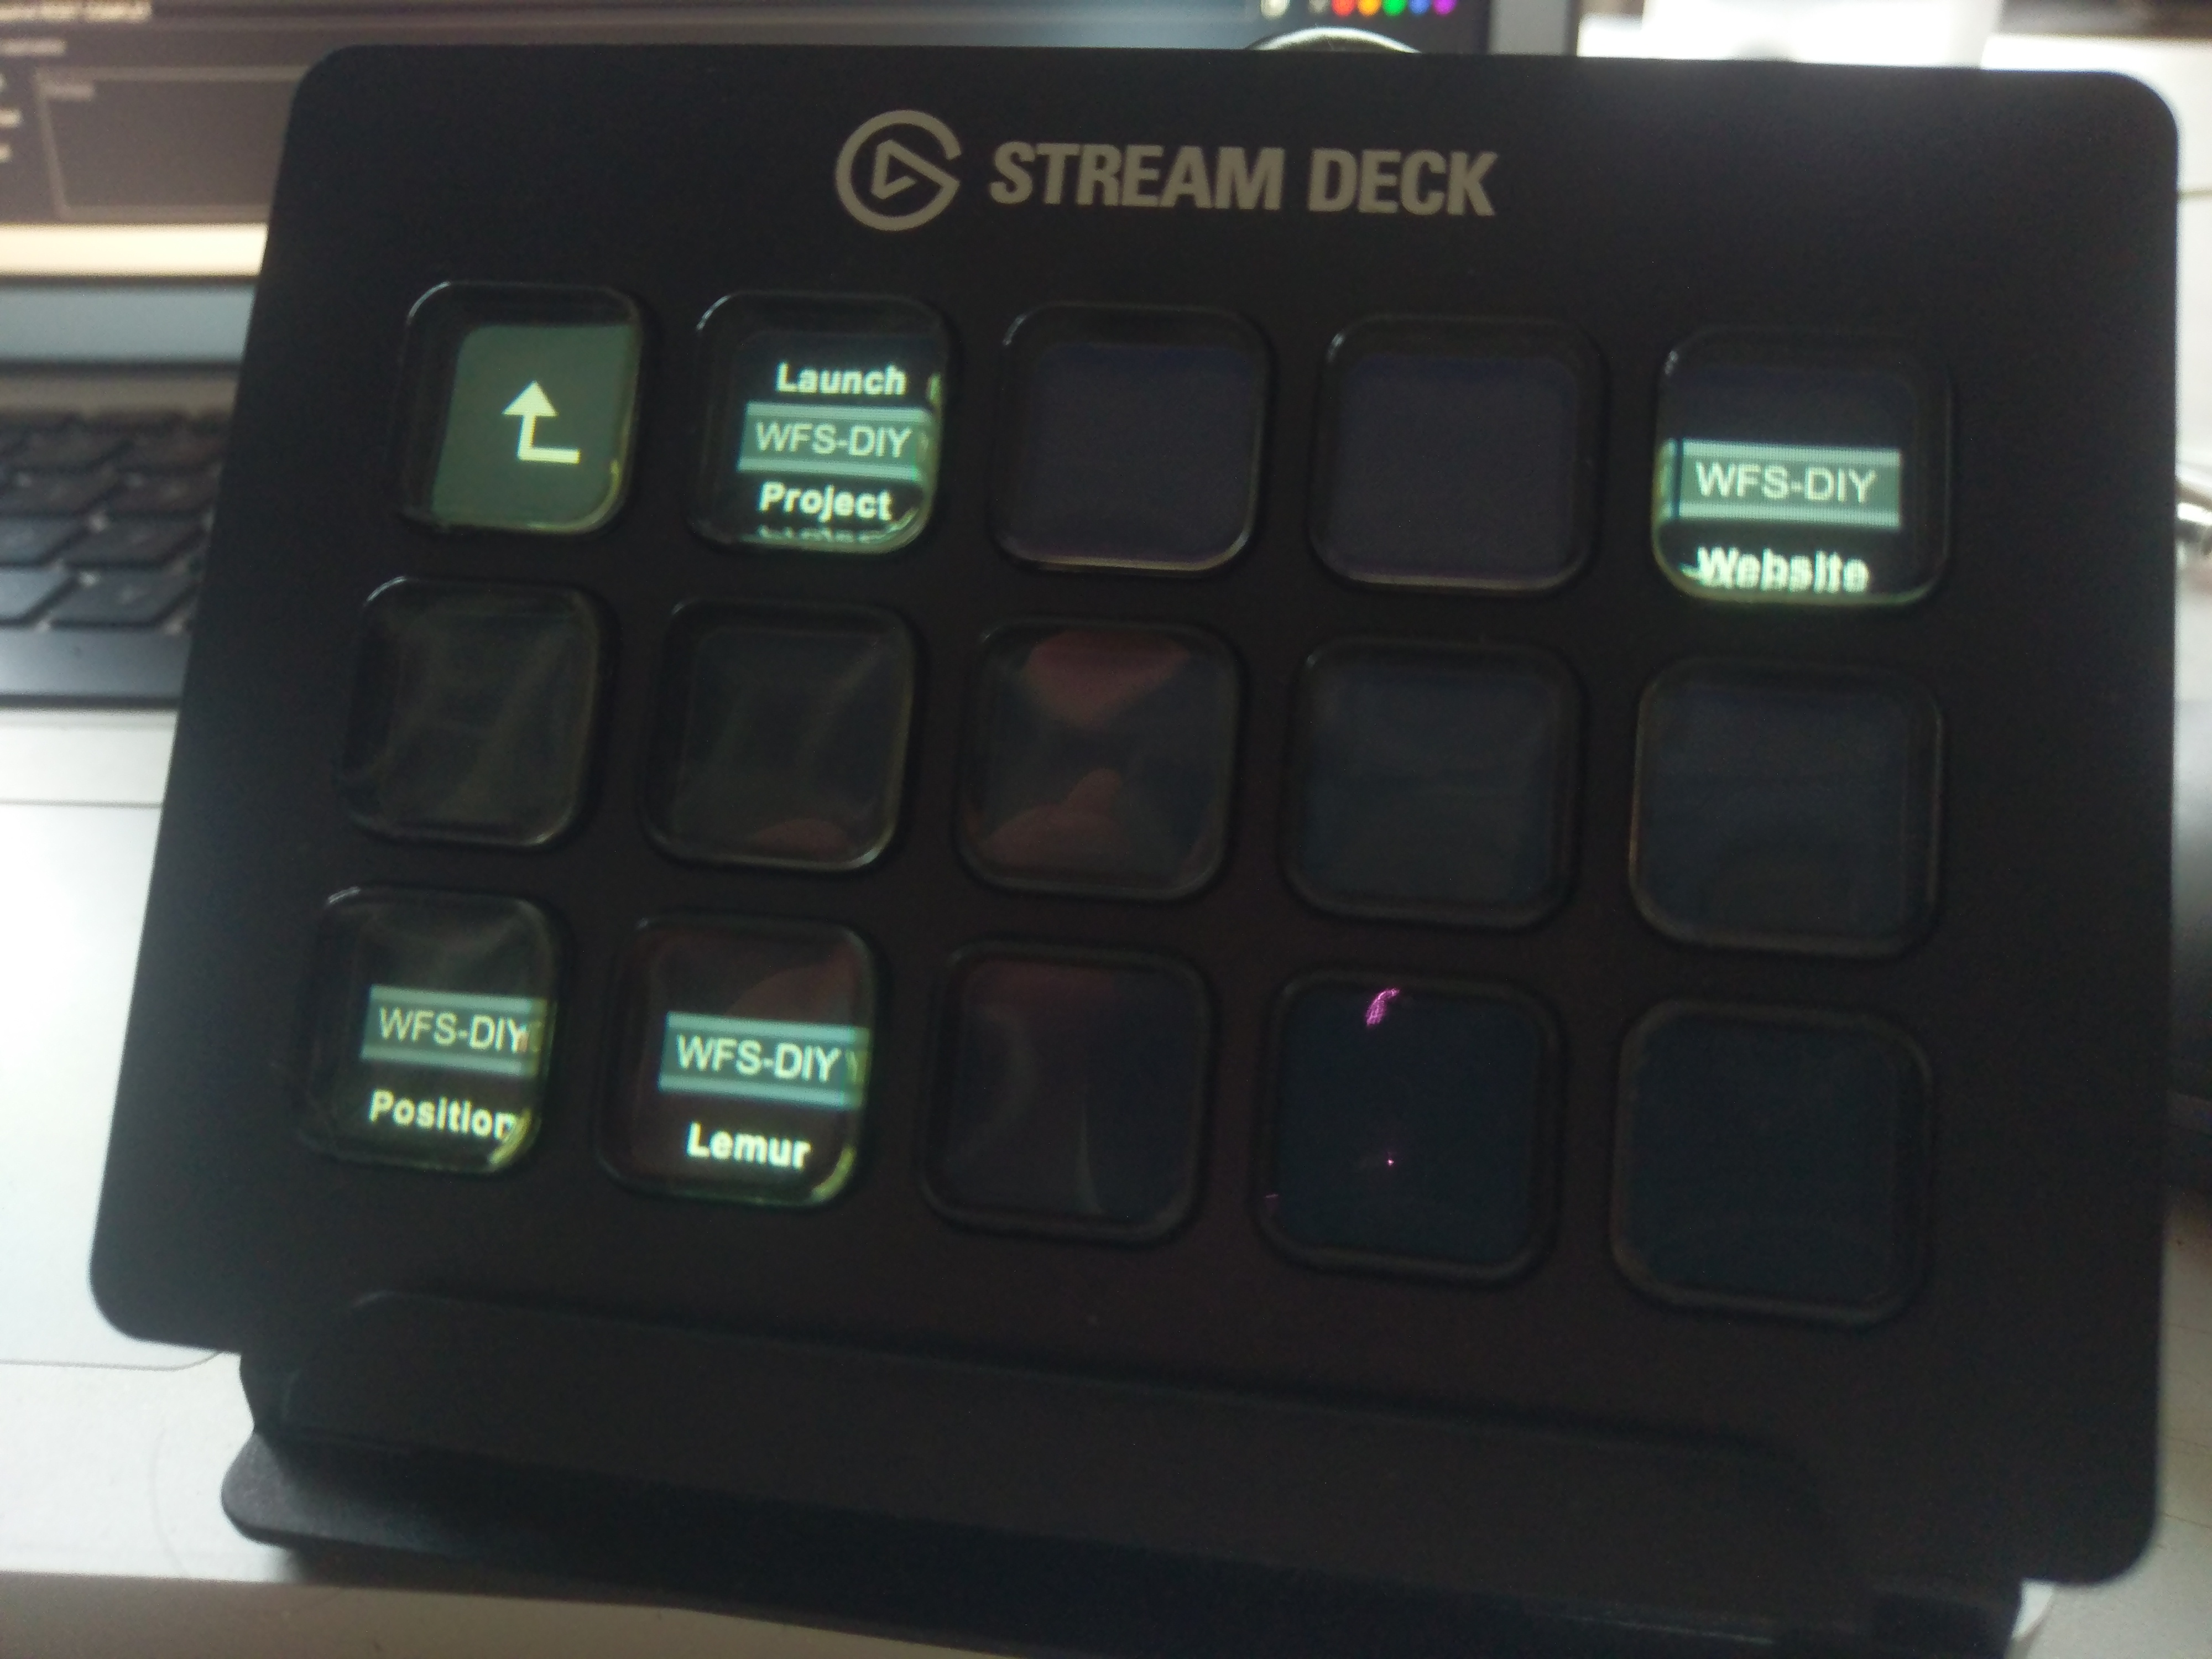 STREAM DECK
Launch
WFS-DIY
Project
WFS-DIY
Website
WFS-DIY
Position
WFS-DIY
Lemur